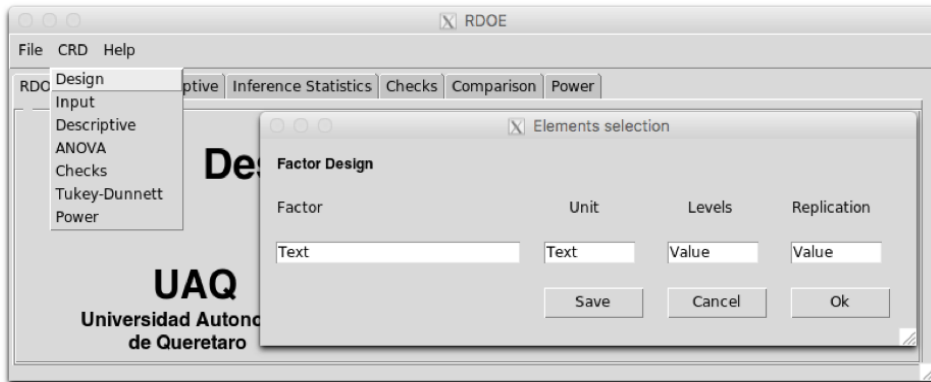 RDOE
File CRD Help
RDO ptive Inference Statistics Checks Comparison Power
Design
Input
Descriptive
ANOVA
Checks
Tukey-Dunnett
Power
Des
UAQ
Universidad Autono
de Queretaro
Elements selection
Factor Design
Factor Unit Levels Replication
Text Text Value Value
Save Cancel Ok